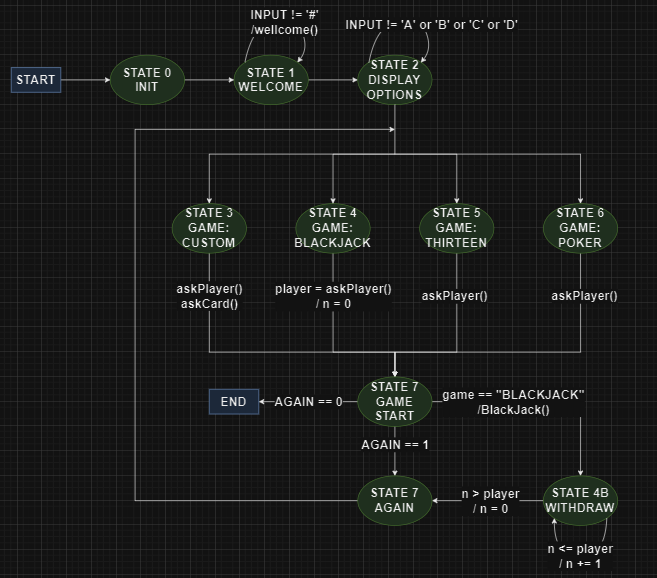 INPUT != '#'
/wellcome()
INPUT != 'A' or 'B' or 'C' or 'D'
START
STATE 0
INIT
STATE 1
WELCOME
STATE 2
DISPLAY
OPTIONS
STATE 3
GAME:
CUSTOM
STATE 4
GAME:
BLACKJACK
STATE 5
GAME:
THIRTEEN
STATE 6
GAME:
POKER
askPlayer()
askCard()
player = askPlayer()
/ n = 0
askPlayer()
askPlayer()
END
AGAIN == 0
STATE 7
GAME
START
game == "BLACKJACK"
/BlackJack()
AGAIN == 1
STATE 7
AGAIN
n > player
/ n = 0
STATE 4B
WITHDRAW
n <= player
/ n += 1